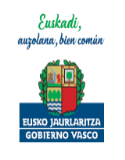 Euskadi,
auzolana, bien común
EUSKO JAURLARITZA
GOBIERNO VASCO